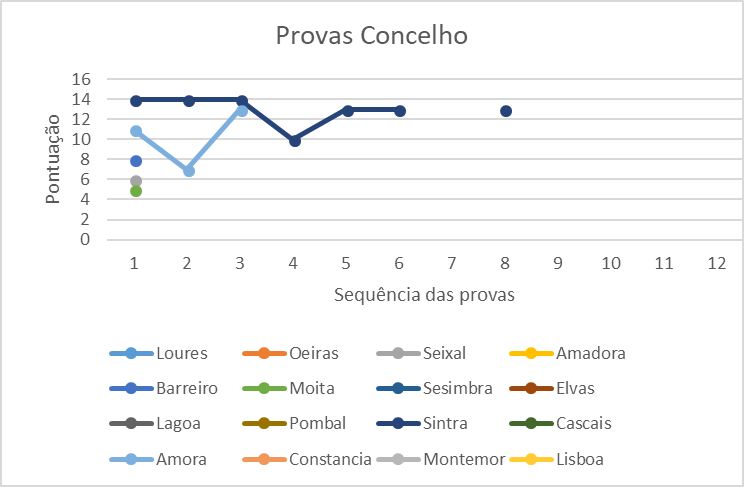 Provas Concelho
16
14
12
10
8
6
4
2
0
Pontuação
1 2 3 4 5 6 7 8 9 10 11 12
Sequência das provas
Loures Oeiras Seixal Amadora
Barreiro Moita Sesimbra Elvas
Lagoa Pombal Sintra Cascais
Amora Constancia Montemor Lisboa